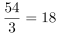 54/3 = 18